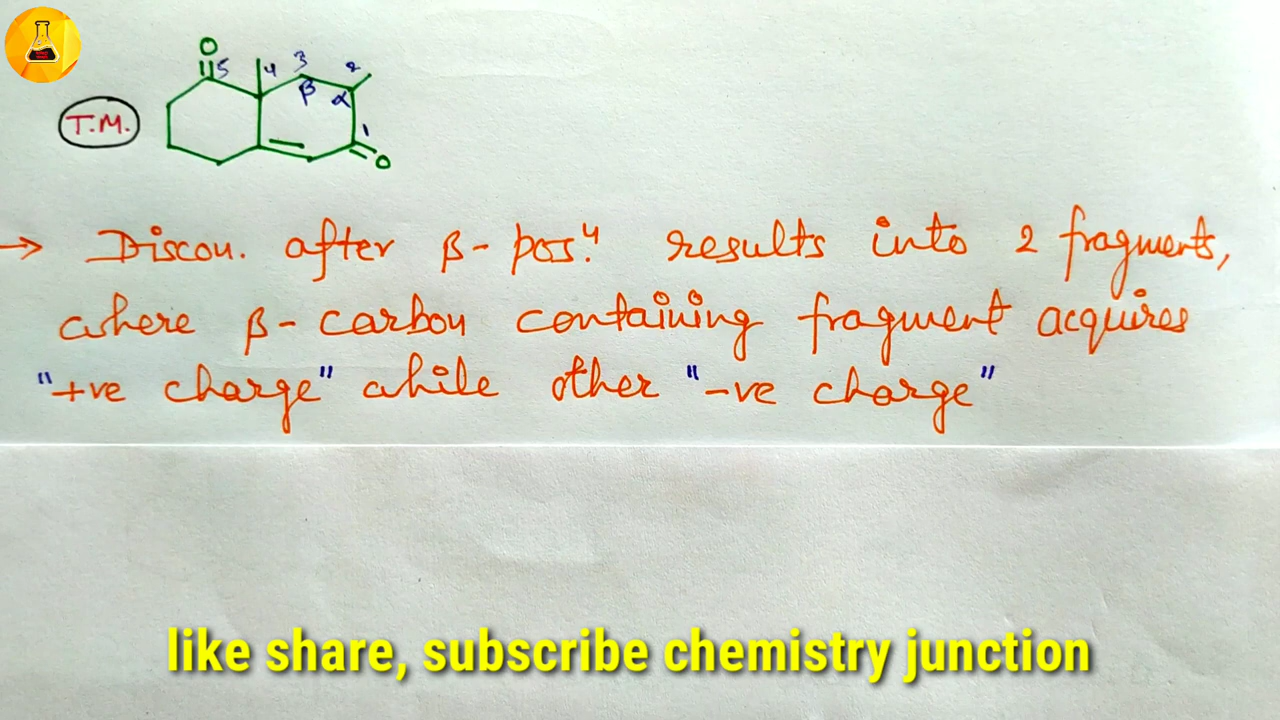 O
5
4
3
2
β
α
1
O
T.M.
→ Discon. after β- posⁿ. results into 2 fragments,
where β- carbon containing fragment acquires
"+ve charge" while other "-ve charge"
like share, subscribe chemistry junction